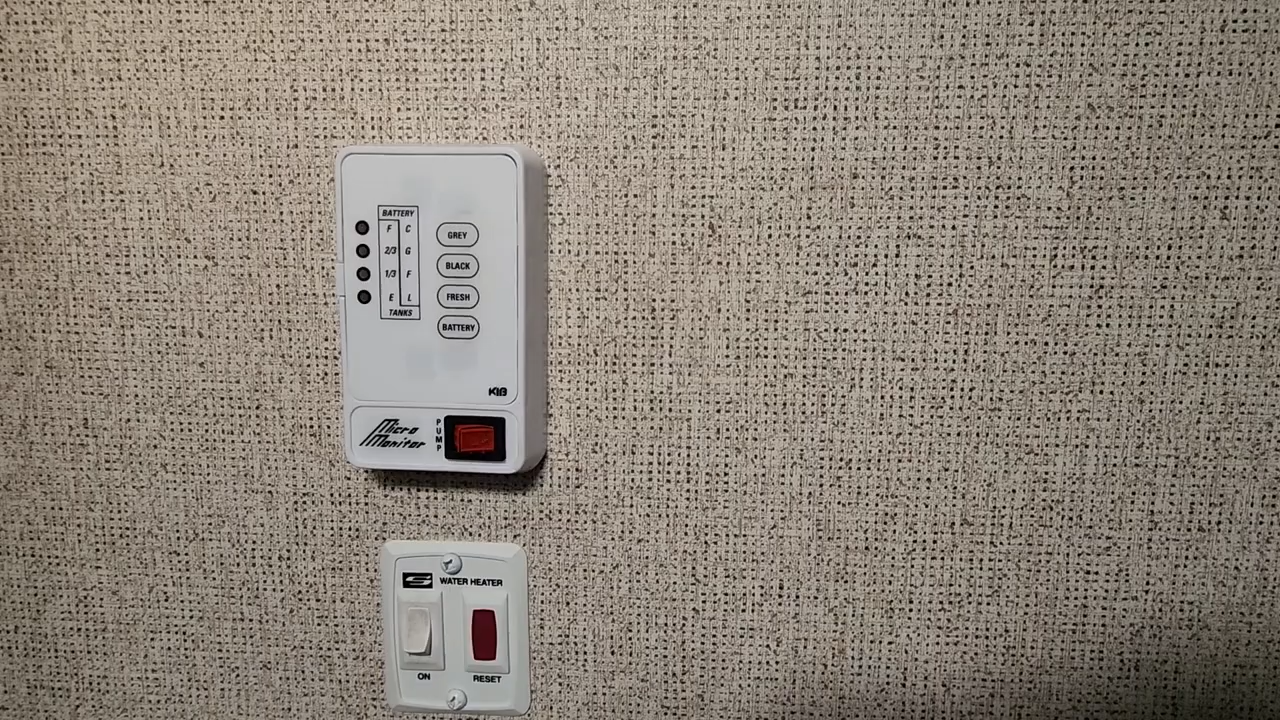 BATTERY
F C
2/3 G
1/3 F
E L
TANKS
GREY
BLACK
FRESH
BATTERY
KIB
Micro
Monitor
PUMP
WATER HEATER
ON
RESET